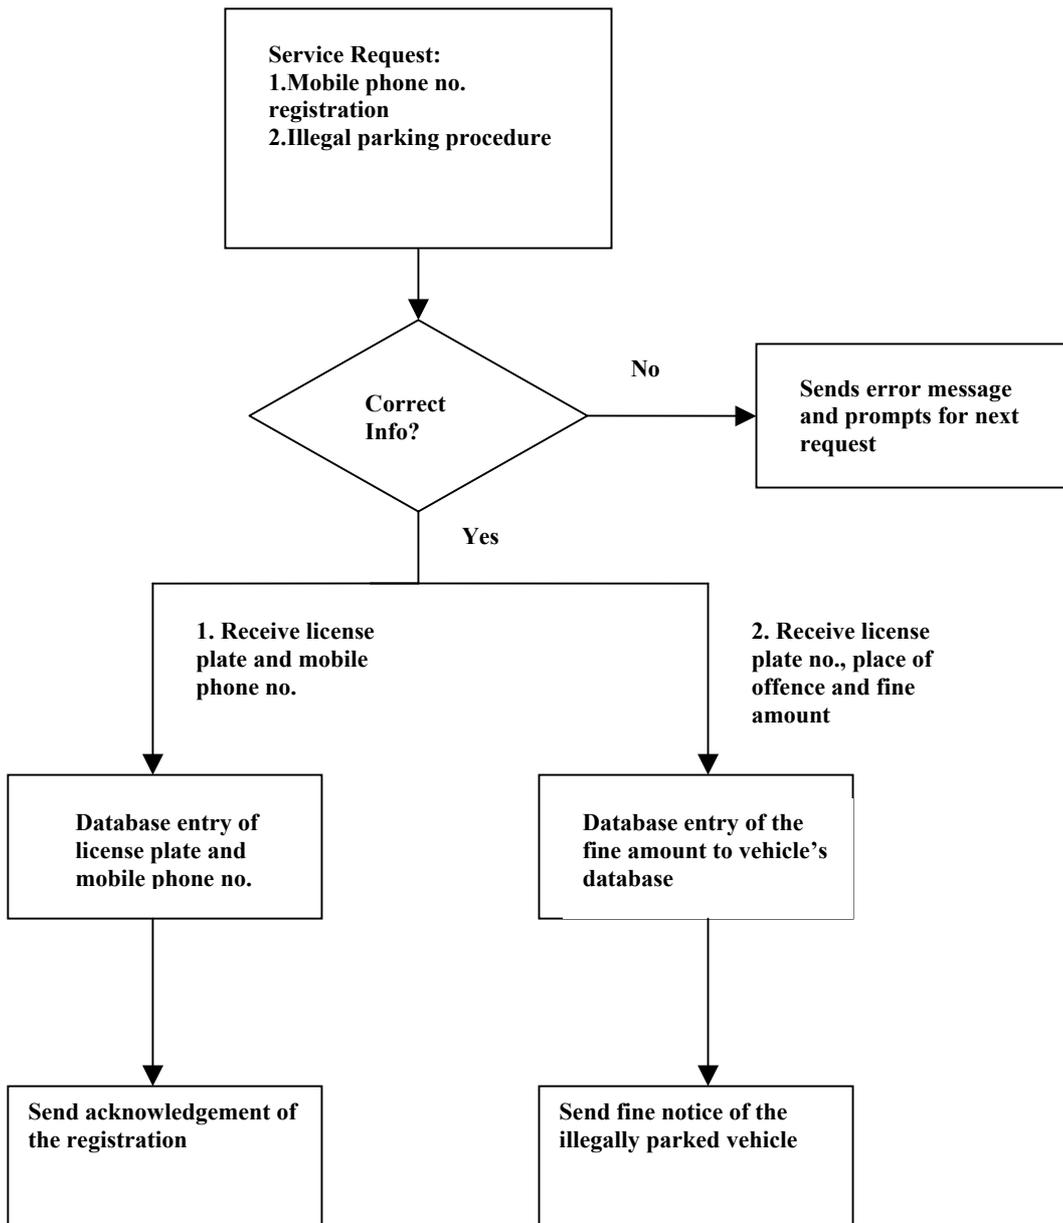 Service Request:
1.Mobile phone no.
registration
2.Illegal parking procedure
No
Sends error message
and prompts for next
request
Correct
Info?
Yes
1. Receive license
plate and mobile
phone no.
2. Receive license
plate no., place of
offence and fine
amount
Database entry of
license plate and
mobile phone no.
Database entry of the
fine amount to vehicle’s
database
Send acknowledgement of
the registration
Send fine notice of the
illegally parked vehicle